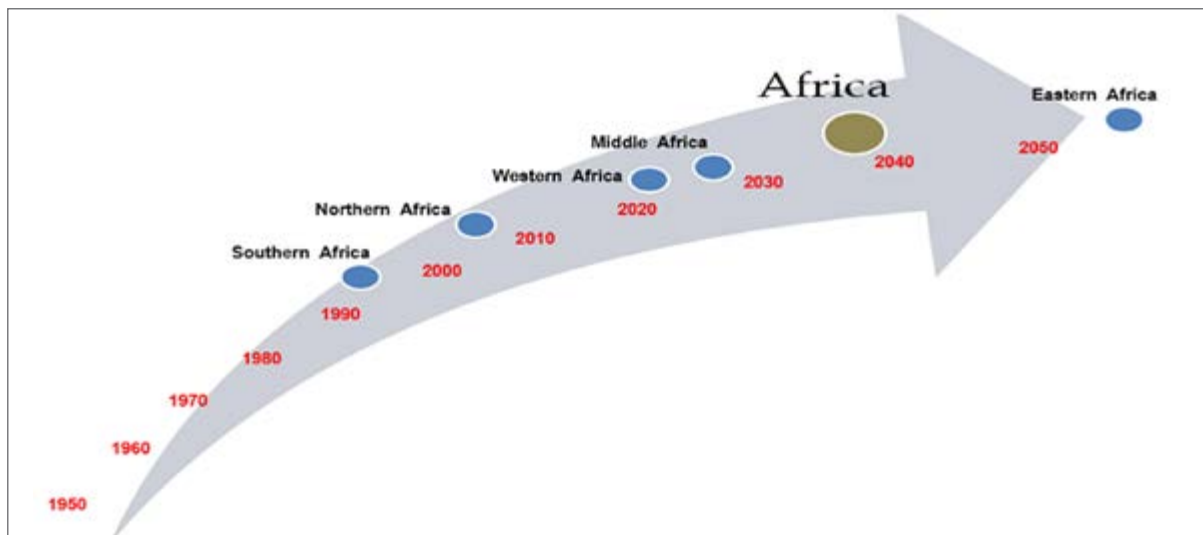 Africa
Eastern Africa
Middle Africa
2050
2040
Western Africa
2030
Northern Africa
2020
2010
Southern Africa
2000
1990
1980
1970
1960
1950